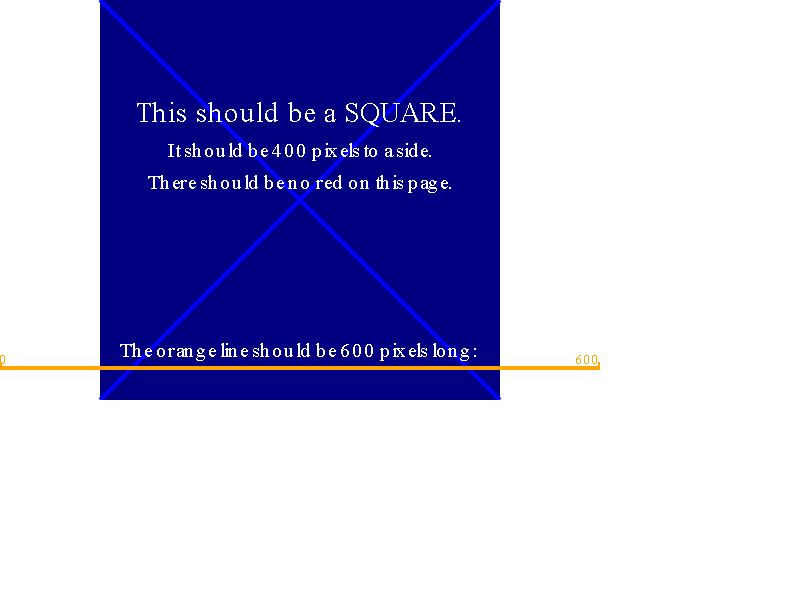 This should be a SQUARE.
It should be 400 pixels to a side.
There should be no red on this page.
The orange line should be 600 pixels long:
0 600